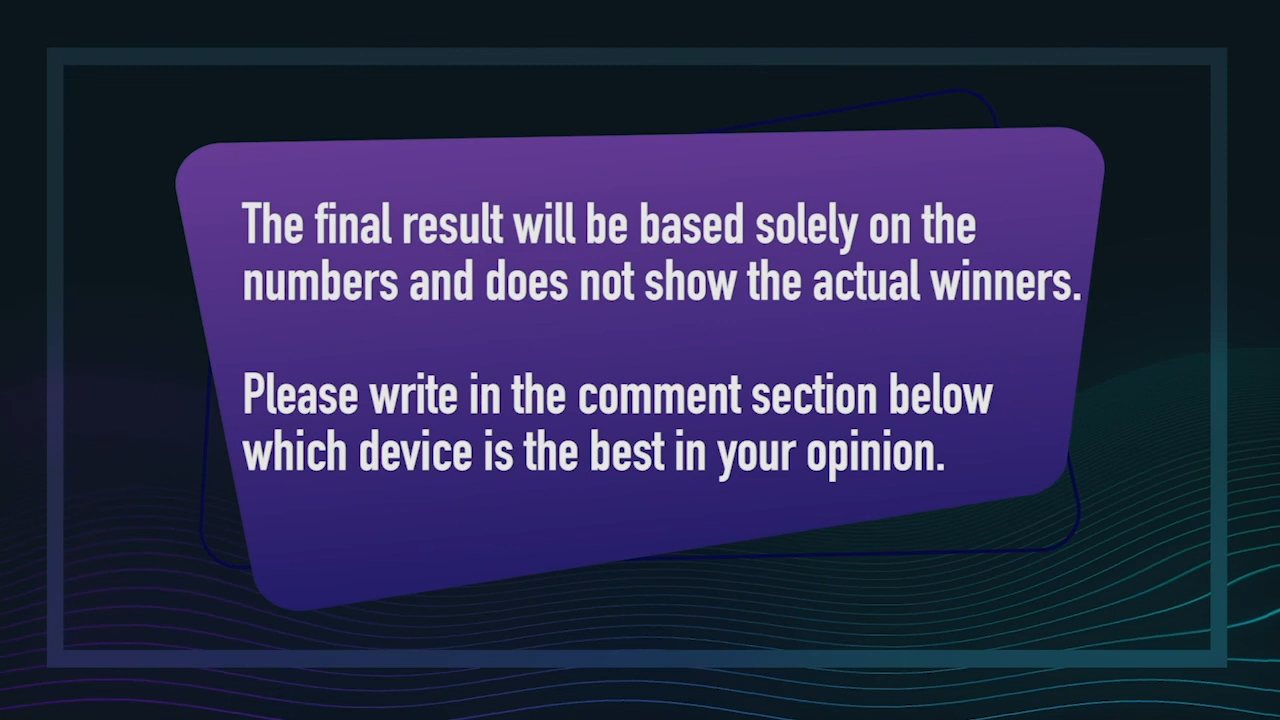 The final result will be based solely on the
numbers and does not show the actual winners.
Please write in the comment section below
which device is the best in your opinion.